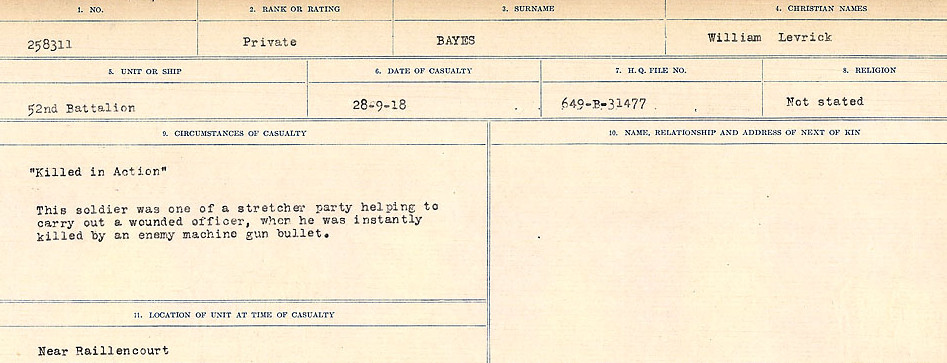 1. NO. 2. RANK OR RATING 3. SURNAME 4. CHRISTIAN NAMES
258311 Private BAYES William Levrick
5. UNIT OR SHIP 6. DATE OF CASUALTY 7. H. Q. FILE NO. 8. RELIGION
52nd Battalion 28-9-18 649-B-31477 Not stated
9. CIRCUMSTANCES OF CASUALTY 10. NAME, RELATIONSHIP AND ADDRESS OF NEXT OF KIN
"Killed in Action"
This soldier was one of a stretcher party helping to
carry out a wounded officer, when he was instantly
killed by an enemy machine gun bullet.
11. LOCATION OF UNIT AT TIME OF CASUALTY
Near Raillencourt